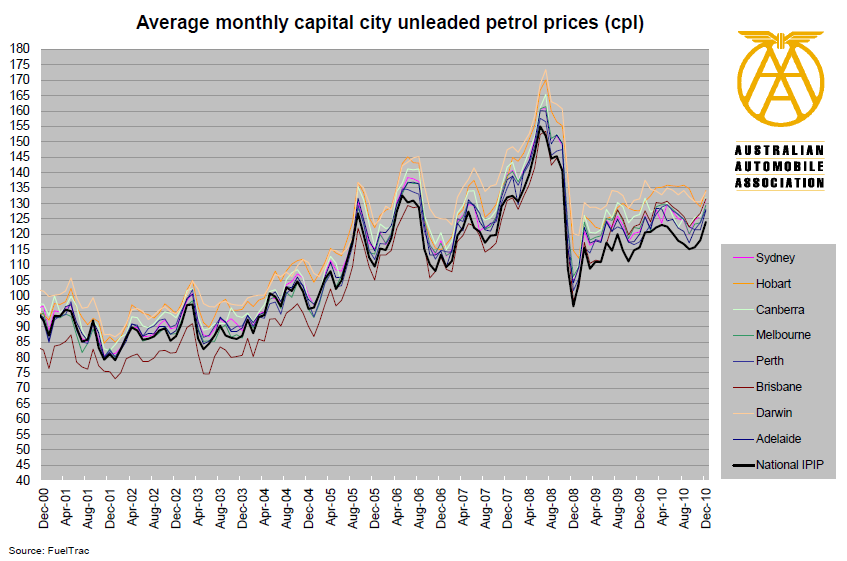 Average monthly capital city unleaded petrol prices (cpl)
180
175
170
165
160
155
150
145
140
135
130
125
120
115
110
105
100
95
90
85
80
75
70
65
60
55
50
45
40
Dec-00
Apr-01
Aug-01
Dec-01
Apr-02
Aug-02
Dec-02
Apr-03
Aug-03
Dec-03
Apr-04
Aug-04
Dec-04
Apr-05
Aug-05
Dec-05
Apr-06
Aug-06
Dec-06
Apr-07
Aug-07
Dec-07
Apr-08
Aug-08
Dec-08
Apr-09
Aug-09
Dec-09
Apr-10
Aug-10
Dec-10
AUSTRALIAN
AUTOMOBILE
ASSOCIATION
Sydney
Hobart
Canberra
Melbourne
Perth
Brisbane
Darwin
Adelaide
National IPIP
Source: FuelTrac